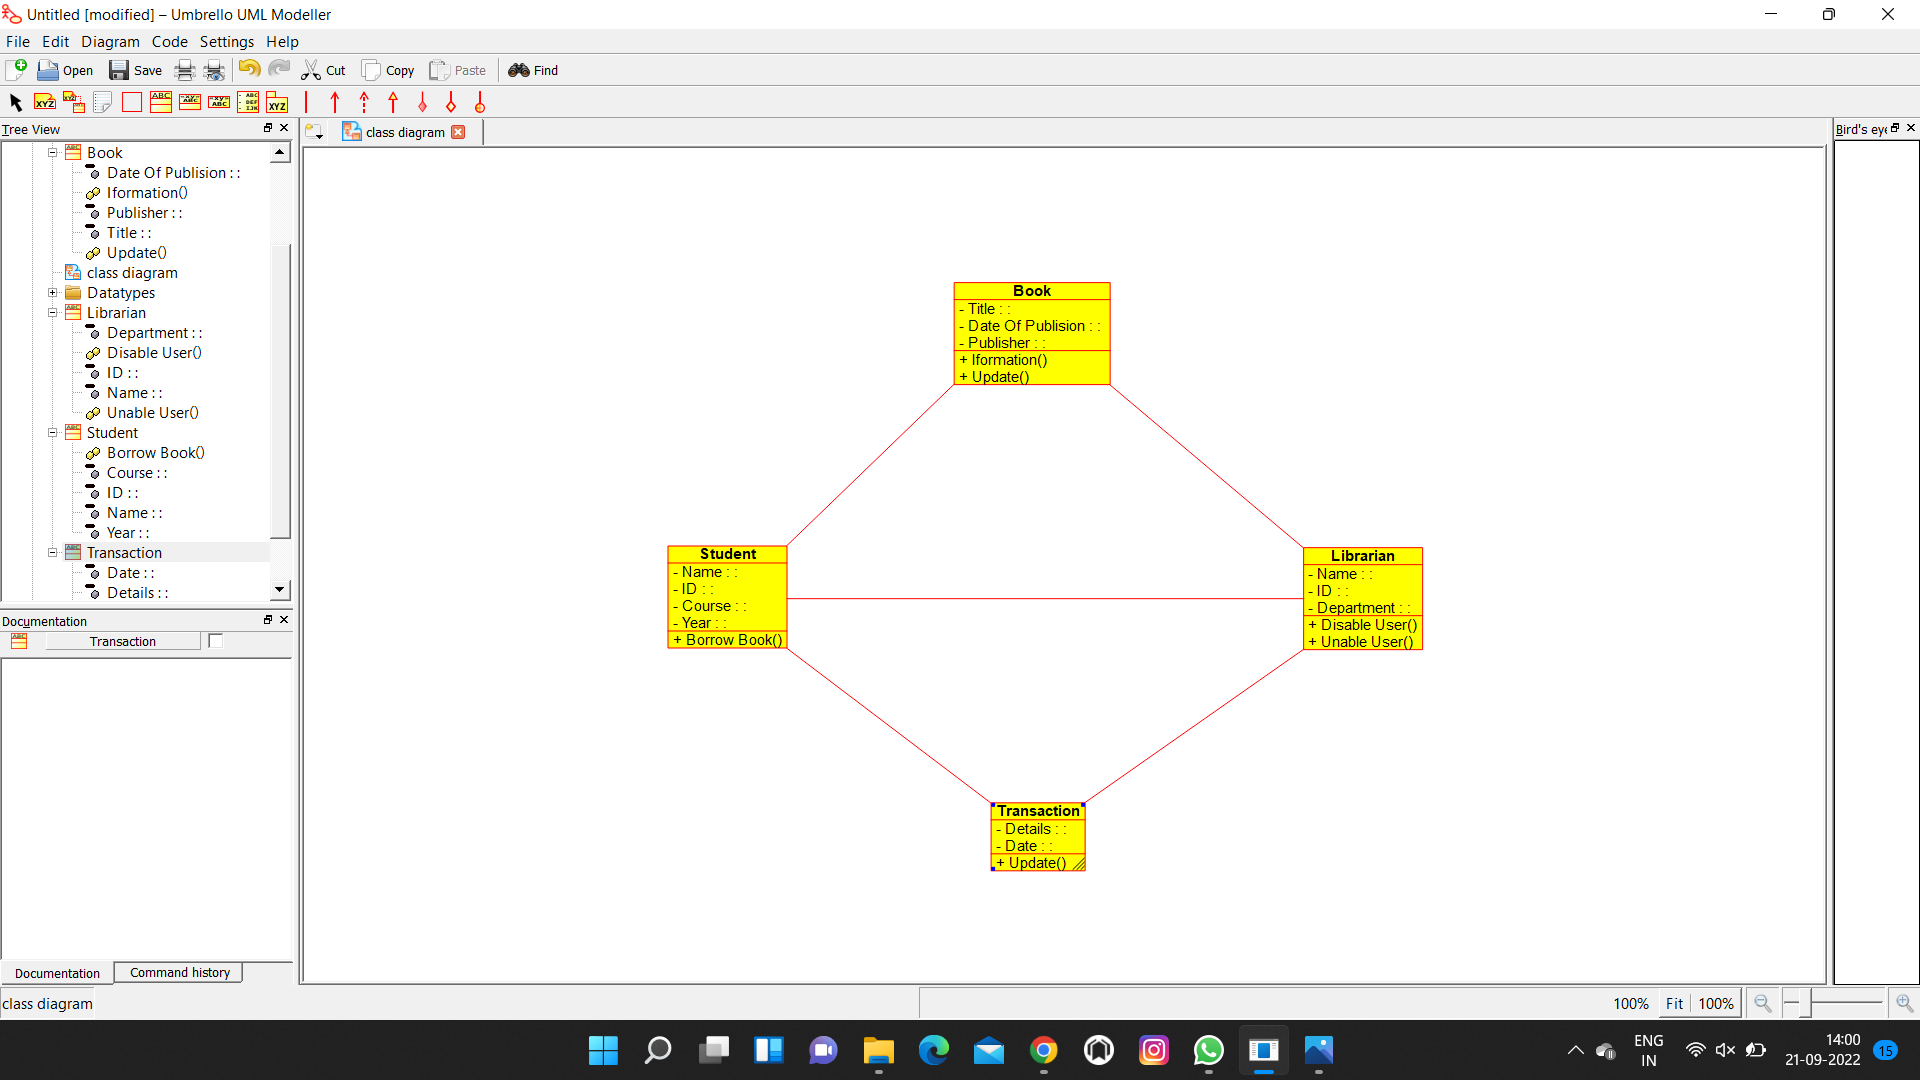 Untitled [modified] – Umbrello UML Modeller
File Edit Diagram Code Settings Help
Open Save Cut Copy Paste Find
Tree View
class diagram
Bird's eye
Book
Date Of Publision : :
Iformation()
Publisher : :
Title : :
Update()
class diagram
Datatypes
Librarian
Department : :
Disable User()
ID : :
Name : :
Unable User()
Student
Borrow Book()
Course : :
ID : :
Name : :
Year : :
Transaction
Date : :
Details : :
Documentation
Transaction
Documentation Command history
Book
- Title : :
- Date Of Publision : :
- Publisher : :
+ Iformation()
+ Update()
Student
- Name : :
- ID : :
- Course : :
- Year : :
+ Borrow Book()
Librarian
- Name : :
- ID : :
- Department : :
+ Disable User()
+ Unable User()
Transaction
- Details : :
- Date : :
+ Update()
class diagram
100% Fit 100%
ENG
IN
14:00
21-09-2022
15